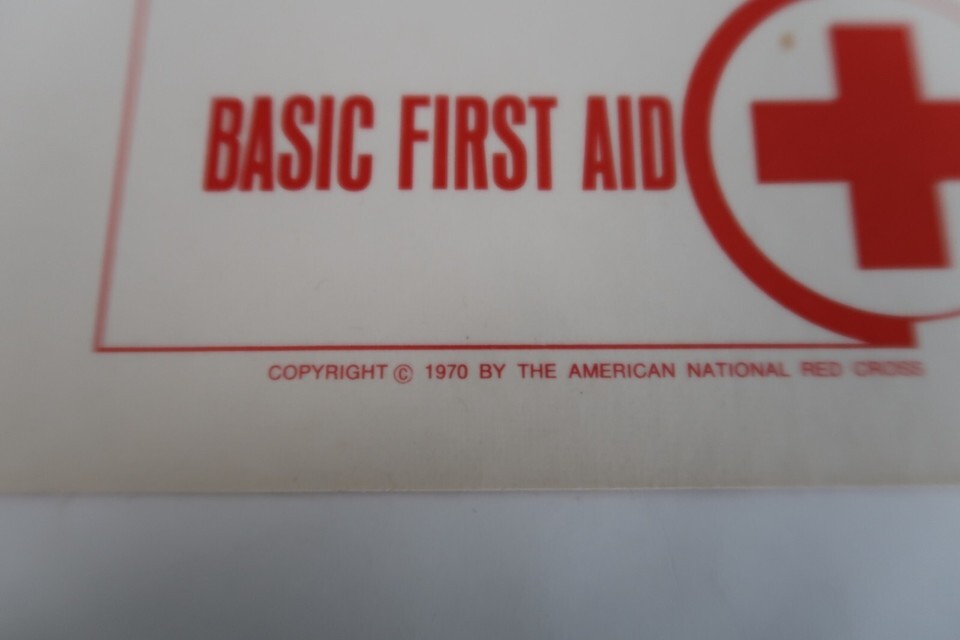 BASIC FIRST AID
COPYRIGHT © 1970 BY THE AMERICAN NATIONAL RED CROSS